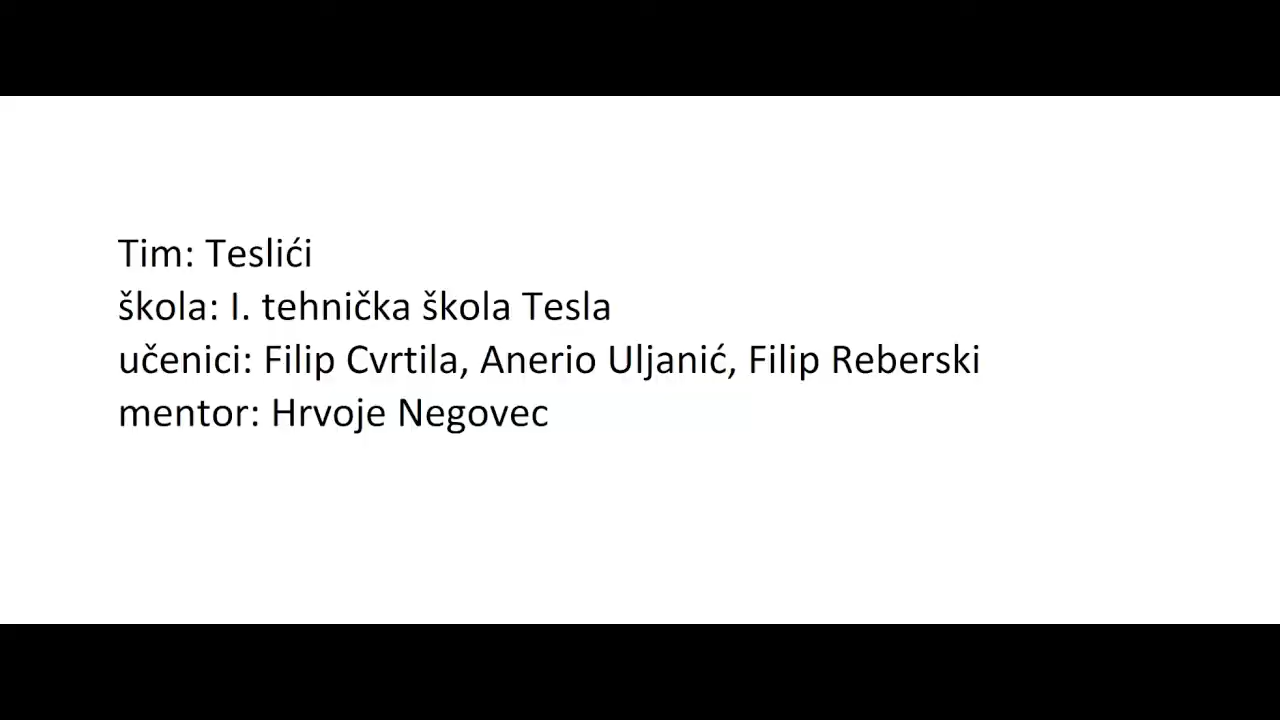 Tim: Teslići
škola: I. tehnička škola Tesla
učenici: Filip Cvrtila, Anerio Uljanić, Filip Reberski
mentor: Hrvoje Negovec